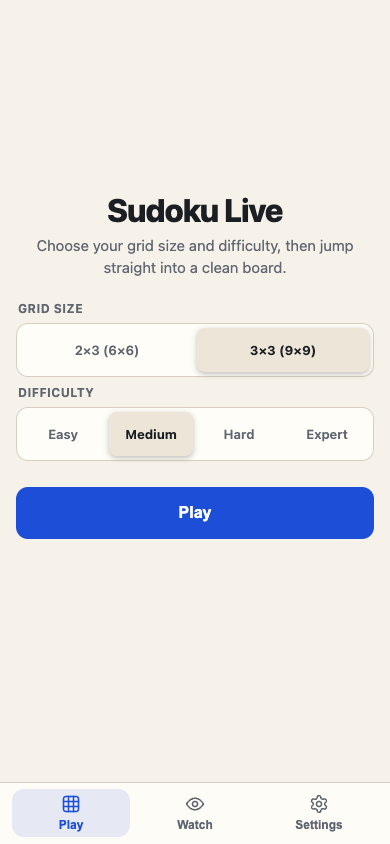 Sudoku Live
Choose your grid size and difficulty, then jump
straight into a clean board.
GRID SIZE
2×3 (6×6) 3×3 (9×9)
DIFFICULTY
Easy Medium Hard Expert
Play
Play Watch Settings